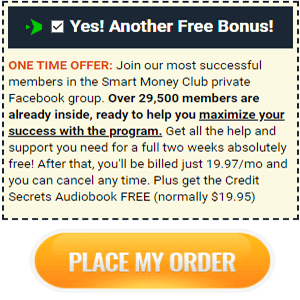 Yes! Another Free Bonus!
ONE TIME OFFER: Join our most successful
members in the Smart Money Club private
Facebook group. Over 29,500 members are
already inside, ready to help you maximize your
success with the program. Get all the help and
support you need for a full two weeks absolutely
free! After that, you'll be billed just 19.97/mo and
you can cancel any time. Plus get the Credit
Secrets Audiobook FREE (normally $19.95)
PLACE MY ORDER